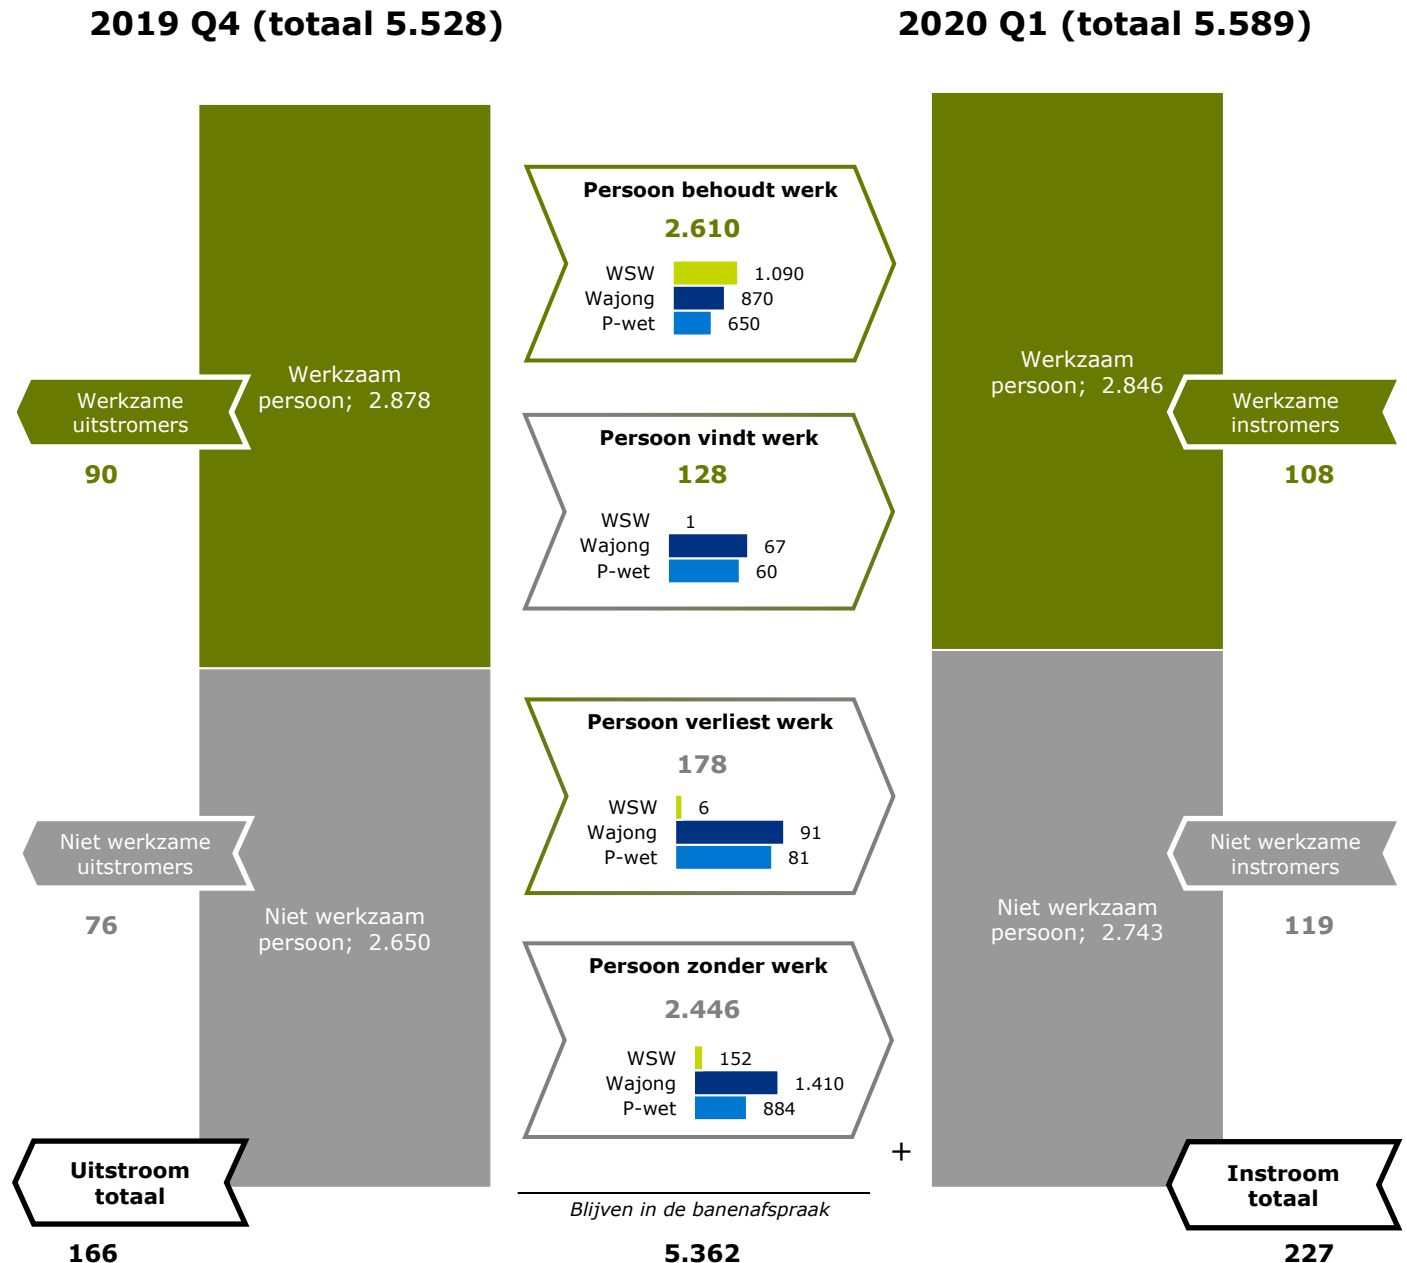 2019 Q4 (totaal 5.528)
2020 Q1 (totaal 5.589)
Werkzaam
persoon; 2.878
Werkzame
uitstromers
90
Niet werkzame
uitstromers
76
Niet werkzaam
persoon; 2.650
Uitstroom
totaal
166
Persoon behoudt werk
2.610
WSW 1.090
Wajong 870
P-wet 650
Persoon vindt werk
128
WSW 1
Wajong 67
P-wet 60
Persoon verliest werk
178
WSW 6
Wajong 91
P-wet 81
Persoon zonder werk
2.446
WSW 152
Wajong 1.410
P-wet 884
+
Blijven in de banenafspraak
5.362
Werkzaam
persoon; 2.846
Werkzame
instromers
108
Niet werkzame
instromers
119
Niet werkzaam
persoon; 2.743
Instroom
totaal
227